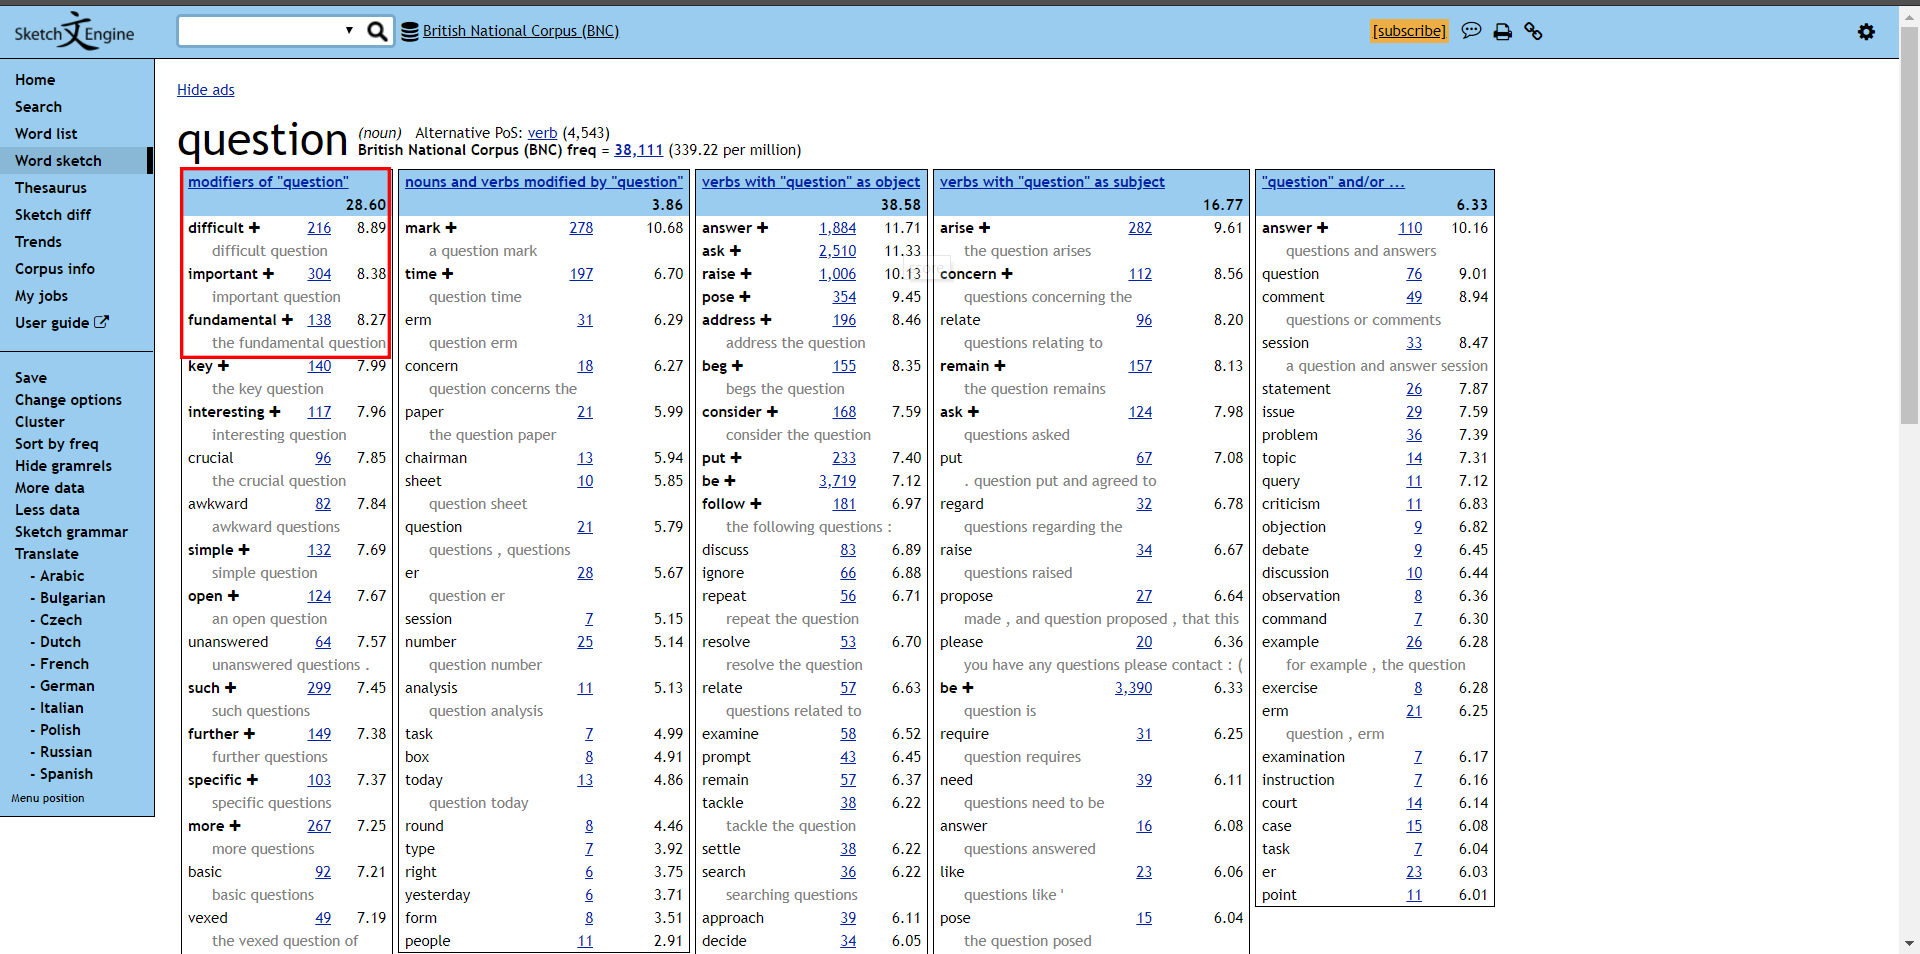 Sketch Engine
British National Corpus (BNC)
[subscribe]
Home
Search
Word list
Word sketch
Thesaurus
Sketch diff
Trends
Corpus info
My jobs
User guide
Save
Change options
Cluster
Sort by freq
Hide gramrels
More data
Less data
Sketch grammar
Translate
- Arabic
- Bulgarian
- Czech
- Dutch
- French
- German
- Italian
- Polish
- Russian
- Spanish
Menu position
Hide ads
question (noun) Alternative PoS: verb (4,543)
British National Corpus (BNC) freq = 38,111 (339.22 per million)
modifiers of "question"
28.60
difficult + 216 8.89
difficult question
important + 304 8.38
important question
fundamental + 138 8.27
the fundamental question
key + 140 7.99
the key question
interesting + 117 7.96
interesting question
crucial 96 7.85
the crucial question
awkward 82 7.84
awkward questions
simple + 132 7.69
simple question
open + 124 7.67
an open question
unanswered 64 7.57
unanswered questions .
such + 299 7.45
such questions
further + 149 7.38
further questions
specific + 103 7.37
specific questions
more + 267 7.25
more questions
basic 92 7.21
basic questions
vexed 49 7.19
the vexed question of
nouns and verbs modified by "question"
3.86
mark + 278 10.68
a question mark
time + 197 6.70
question time
erm 31 6.29
question erm
concern 18 6.27
question concerns the
paper 21 5.99
the question paper
chairman 13 5.94
sheet 10 5.85
question sheet
question 21 5.79
questions , questions
er 28 5.67
question er
session 7 5.15
number 25 5.14
question number
analysis 11 5.13
question analysis
task 7 4.99
box 8 4.91
today 13 4.86
question today
round 8 4.46
type 7 3.92
right 6 3.75
yesterday 6 3.71
form 8 3.51
people 11 2.91
verbs with "question" as object
38.58
answer + 1,884 11.71
ask + 2,510 11.33
raise + 1,006 10.13
pose + 354 9.45
address + 196 8.46
address the question
beg + 155 8.35
begs the question
consider + 168 7.59
consider the question
put + 233 7.40
be + 3,719 7.12
follow + 181 6.97
the following questions :
discuss 83 6.89
ignore 66 6.88
repeat 56 6.71
repeat the question
resolve 53 6.70
resolve the question
relate 57 6.63
questions related to
examine 58 6.52
prompt 43 6.45
remain 57 6.37
tackle 38 6.22
tackle the question
settle 38 6.22
search 36 6.22
searching questions
approach 39 6.11
decide 34 6.05
verbs with "question" as subject
16.77
arise + 282 9.61
the question arises
concern + 112 8.56
questions concerning the
relate 96 8.20
questions relating to
remain + 157 8.13
the question remains
ask + 124 7.98
questions asked
put 67 7.08
. question put and agreed to
regard 32 6.78
questions regarding the
raise 34 6.67
questions raised
propose 27 6.64
made , and question proposed , that this
please 20 6.36
you have any questions please contact : (
be + 3,390 6.33
question is
require 31 6.25
question requires
need 39 6.11
questions need to be
answer 16 6.08
questions answered
like 23 6.06
questions like '
pose 15 6.04
the question posed
"question" and/or ...
6.33
answer + 110 10.16
questions and answers
question 76 9.01
comment 49 8.94
questions or comments
session 33 8.47
a question and answer session
statement 26 7.87
issue 29 7.59
problem 36 7.39
topic 14 7.31
query 11 7.12
criticism 11 6.83
objection 9 6.82
debate 9 6.45
discussion 10 6.44
observation 8 6.36
command 7 6.30
example 26 6.28
for example , the question
exercise 8 6.28
erm 21 6.25
question , erm
examination 7 6.17
instruction 7 6.16
court 14 6.14
case 15 6.08
task 7 6.04
er 23 6.03
point 11 6.01